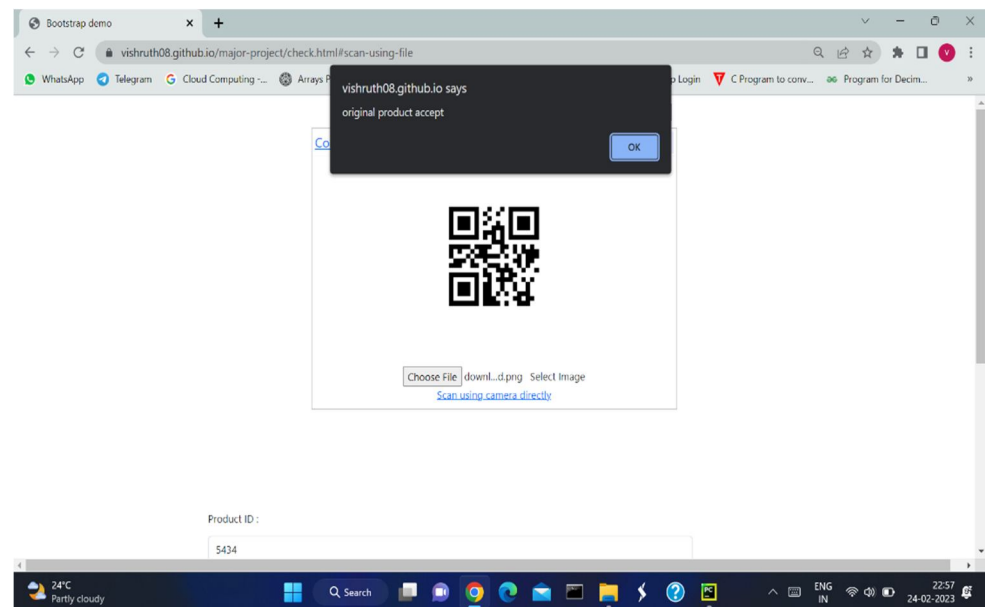 Bootstrap demo
vishruth08.github.io/major-project/check.html#scan-using-file
WhatsApp Telegram Cloud Computing -... Arrays P Login C Program to conv... Program for Decim... »
vishruth08.github.io says
original product accept
OK
Co
Choose File downl...d.png Select Image
Scan using camera directly
Product ID :
5434
24°C
Partly cloudy
Search
ENG
IN
22:57
24-02-2023